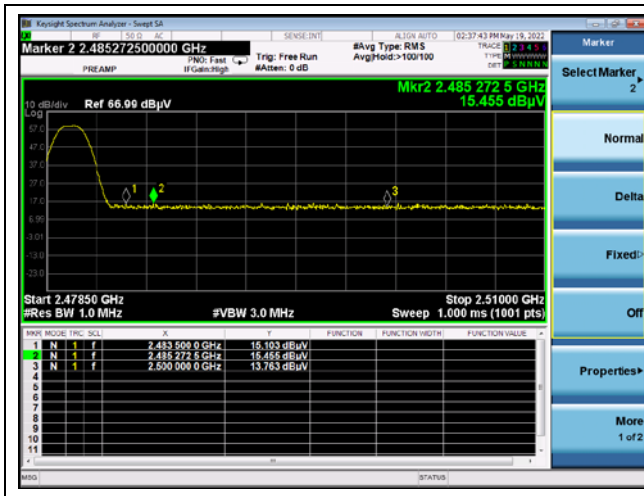 Keysight Spectrum Analyzer - Swept SA
RF 50 Ω AC SENSE:INT ALIGN AUTO 02:37:43 PM May 19, 2022
Marker 2 2.485272500000 GHz
PREAMP
PNO: Fast
IFGain:High
Trig: Free Run
#Atten: 0 dB
#Avg Type: RMS
Avg|Hold:>100/100
TRACE 1 2 3 4 5 6
TYPE M W W W W W
DET P S N N N N
Mkr2 2.485 272 5 GHz
15.455 dBµV
10 dB/div Ref 66.99 dBµV
Log
57.0
47.0
37.0
27.0
17.0
6.99
-3.01
-13.0
-23.0
1
2
3
Start 2.47850 GHz
Stop 2.51000 GHz
#Res BW 1.0 MHz
#VBW 3.0 MHz
Sweep 1.000 ms (1001 pts)
MKR MODE TRC SCL X Y FUNCTION FUNCTION WIDTH FUNCTION VALUE
1 N 1 f 2.483 500 0 GHz 15.103 dBµV
2 N 1 f 2.485 272 5 GHz 15.455 dBµV
3 N 1 f 2.500 000 0 GHz 13.763 dBµV
4
5
6
7
8
9
10
11
MSG
STATUS
Marker
Select Marker
2
Normal
Delta
Fixed
Off
Properties
More
1 of 2